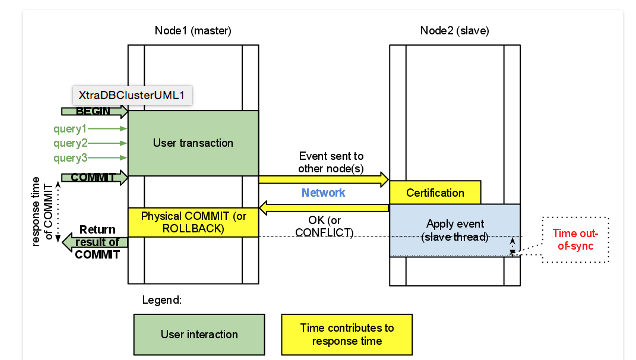 Node1 (master)
Node2 (slave)
XtraDBClusterUML1
BEGIN
query1
query2
query3
User transaction
COMMIT
Event sent to
other node(s)
Network
Certification
response time
of COMMIT
Physical COMMIT (or
ROLLBACK)
OK (or
CONFLICT)
Apply event
(slave thread)
Return
result of
COMMIT
Time out-
of-sync
Legend:
User interaction
Time contributes to
response time